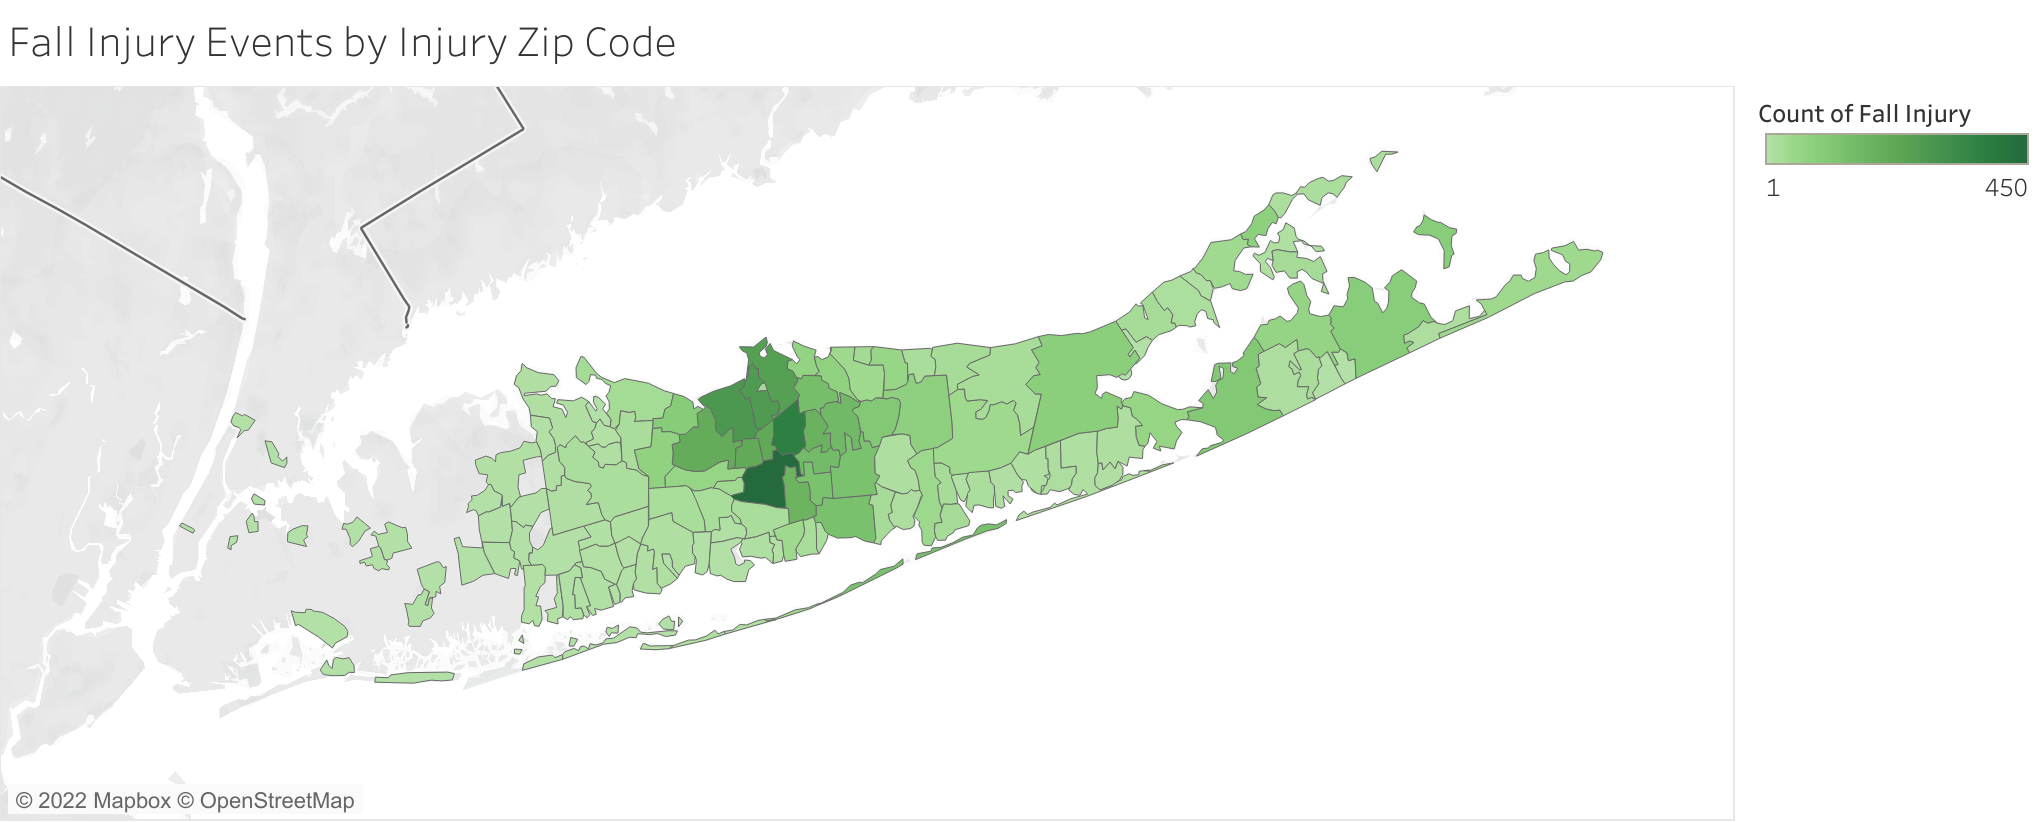 Fall Injury Events by Injury Zip Code
Count of Fall Injury
1 450
© 2022 Mapbox © OpenStreetMap